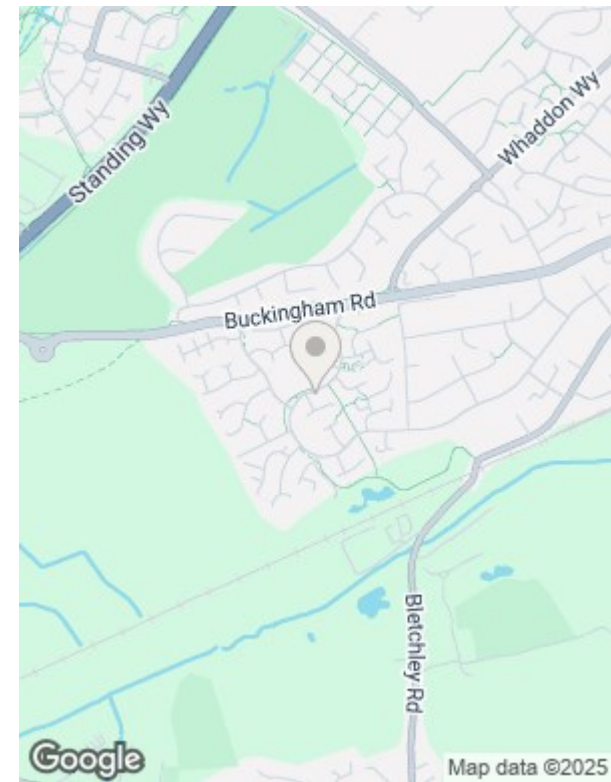 Standing Wy
Whaddon Wy
Buckingham Rd
Bletchley Rd
Google
Map data ©2025